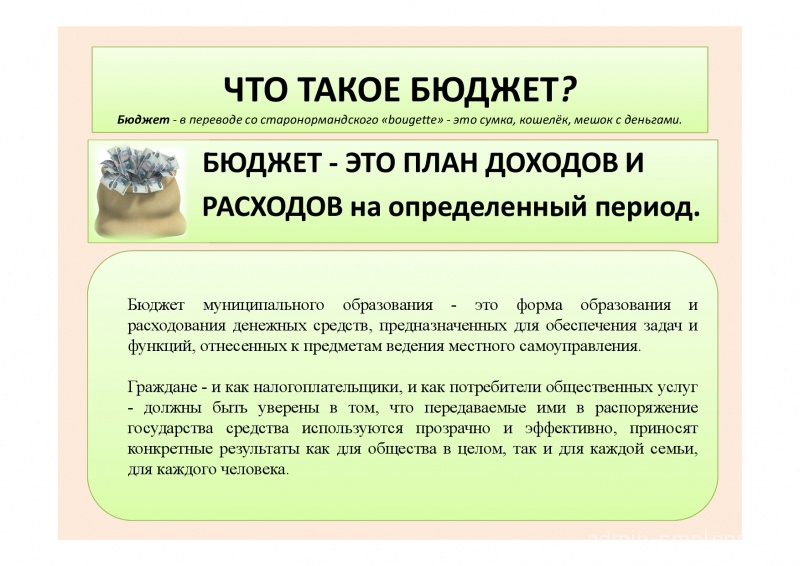 ЧТО ТАКОЕ БЮДЖЕТ?
Бюджет - в переводе со старонормандского «bougette» - это сумка, кошелёк, мешок с деньгами.
БЮДЖЕТ - ЭТО ПЛАН ДОХОДОВ И
РАСХОДОВ на определенный период.
Бюджет муниципального образования - это форма образования и
расходования денежных средств, предназначенных для обеспечения задач и
функций, отнесенных к предметам ведения местного самоуправления.
Граждане - и как налогоплательщики, и как потребители общественных услуг
- должны быть уверены в том, что передаваемые ими в распоряжение
государства средства используются прозрачно и эффективно, приносят
конкретные результаты как для общества в целом, так и для каждой семьи,
для каждого человека.